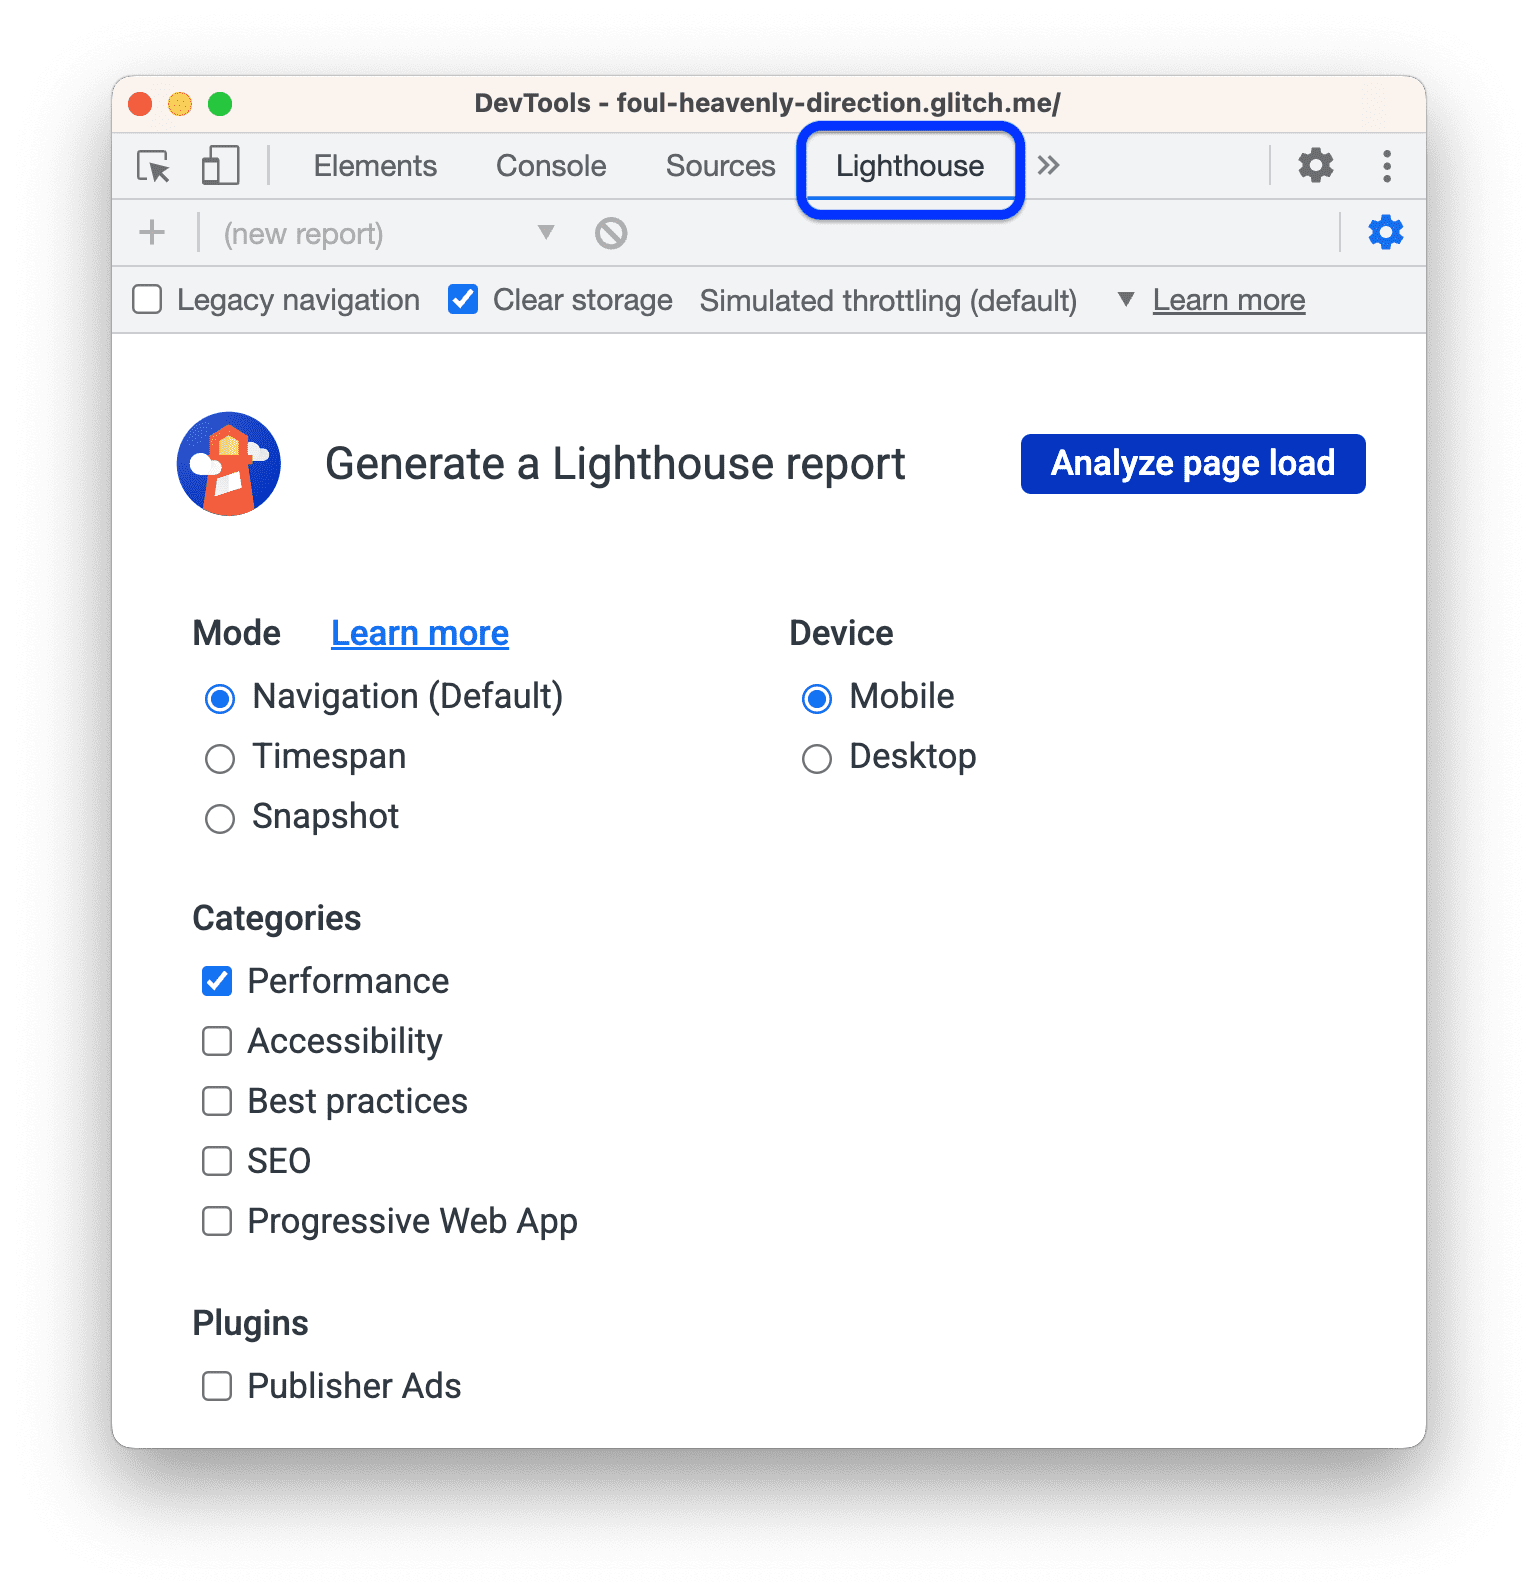 DevTools - foul-heavenly-direction.glitch.me/
Elements Console Sources Lighthouse »
+ (new report)
Legacy navigation Clear storage Simulated throttling (default) Learn more
Generate a Lighthouse report Analyze page load
Mode Learn more Device
Navigation (Default) Mobile
Timespan Desktop
Snapshot
Categories
Performance
Accessibility
Best practices
SEO
Progressive Web App
Plugins
Publisher Ads